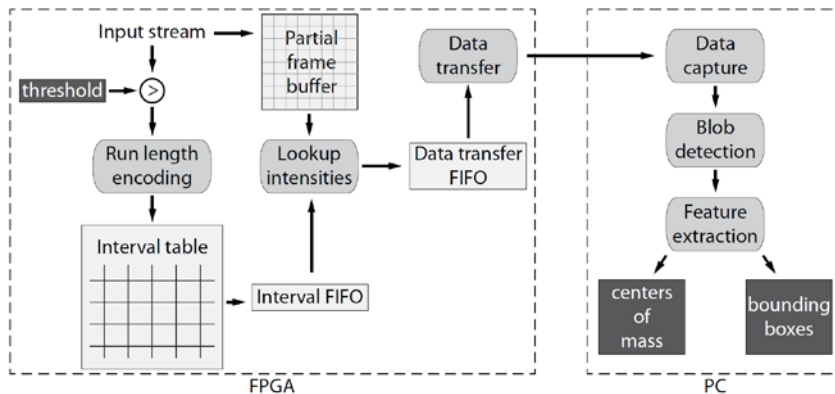 Input stream
threshold
>
Run length
encoding
Interval table
Interval FIFO
Partial
frame
buffer
Lookup
intensities
Data transfer
FIFO
Data
transfer
FPGA
Data
capture
Blob
detection
Feature
extraction
centers
of
mass
bounding
boxes
PC